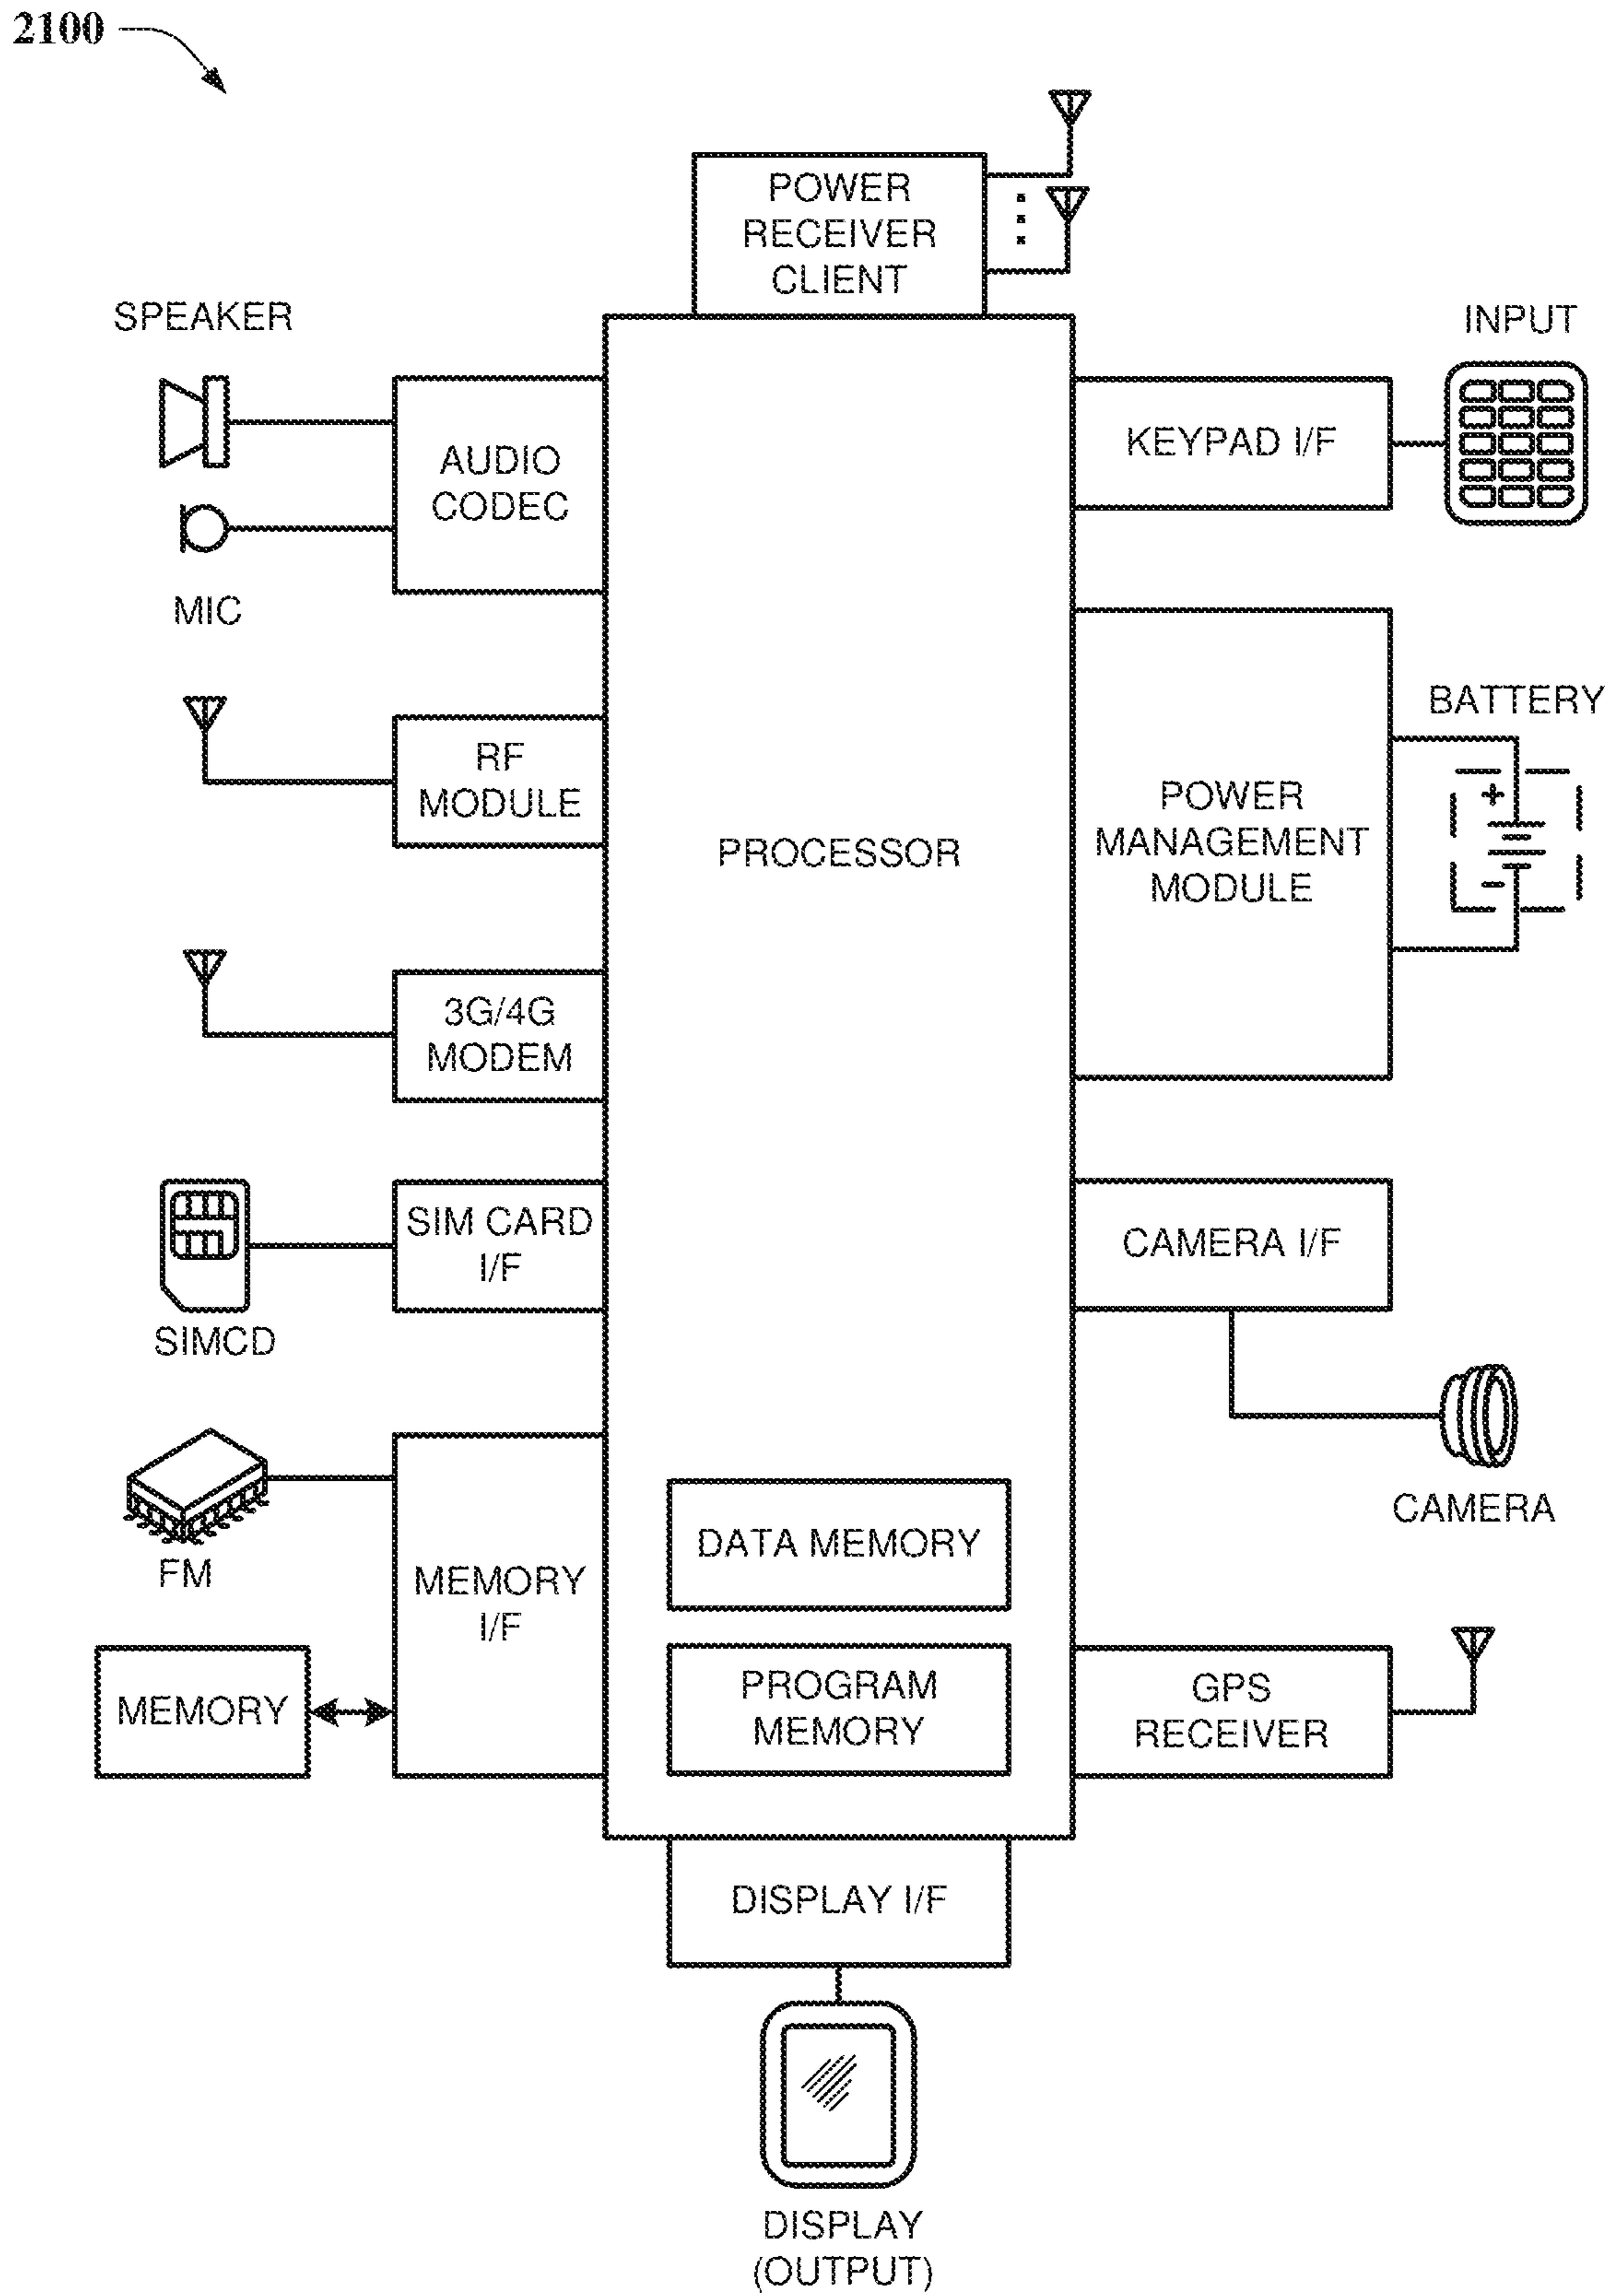 2100
POWER
RECEIVER
CLIENT
SPEAKER
INPUT
AUDIO
CODEC
KEYPAD I/F
MIC
BATTERY
RF
MODULE
PROCESSOR
POWER
MANAGEMENT
MODULE
+
-
3G/4G
MODEM
SIM CARD
I/F
CAMERA I/F
SIMCD
CAMERA
FM
MEMORY
I/F
DATA MEMORY
MEMORY
PROGRAM
MEMORY
GPS
RECEIVER
DISPLAY I/F
DISPLAY
(OUTPUT)